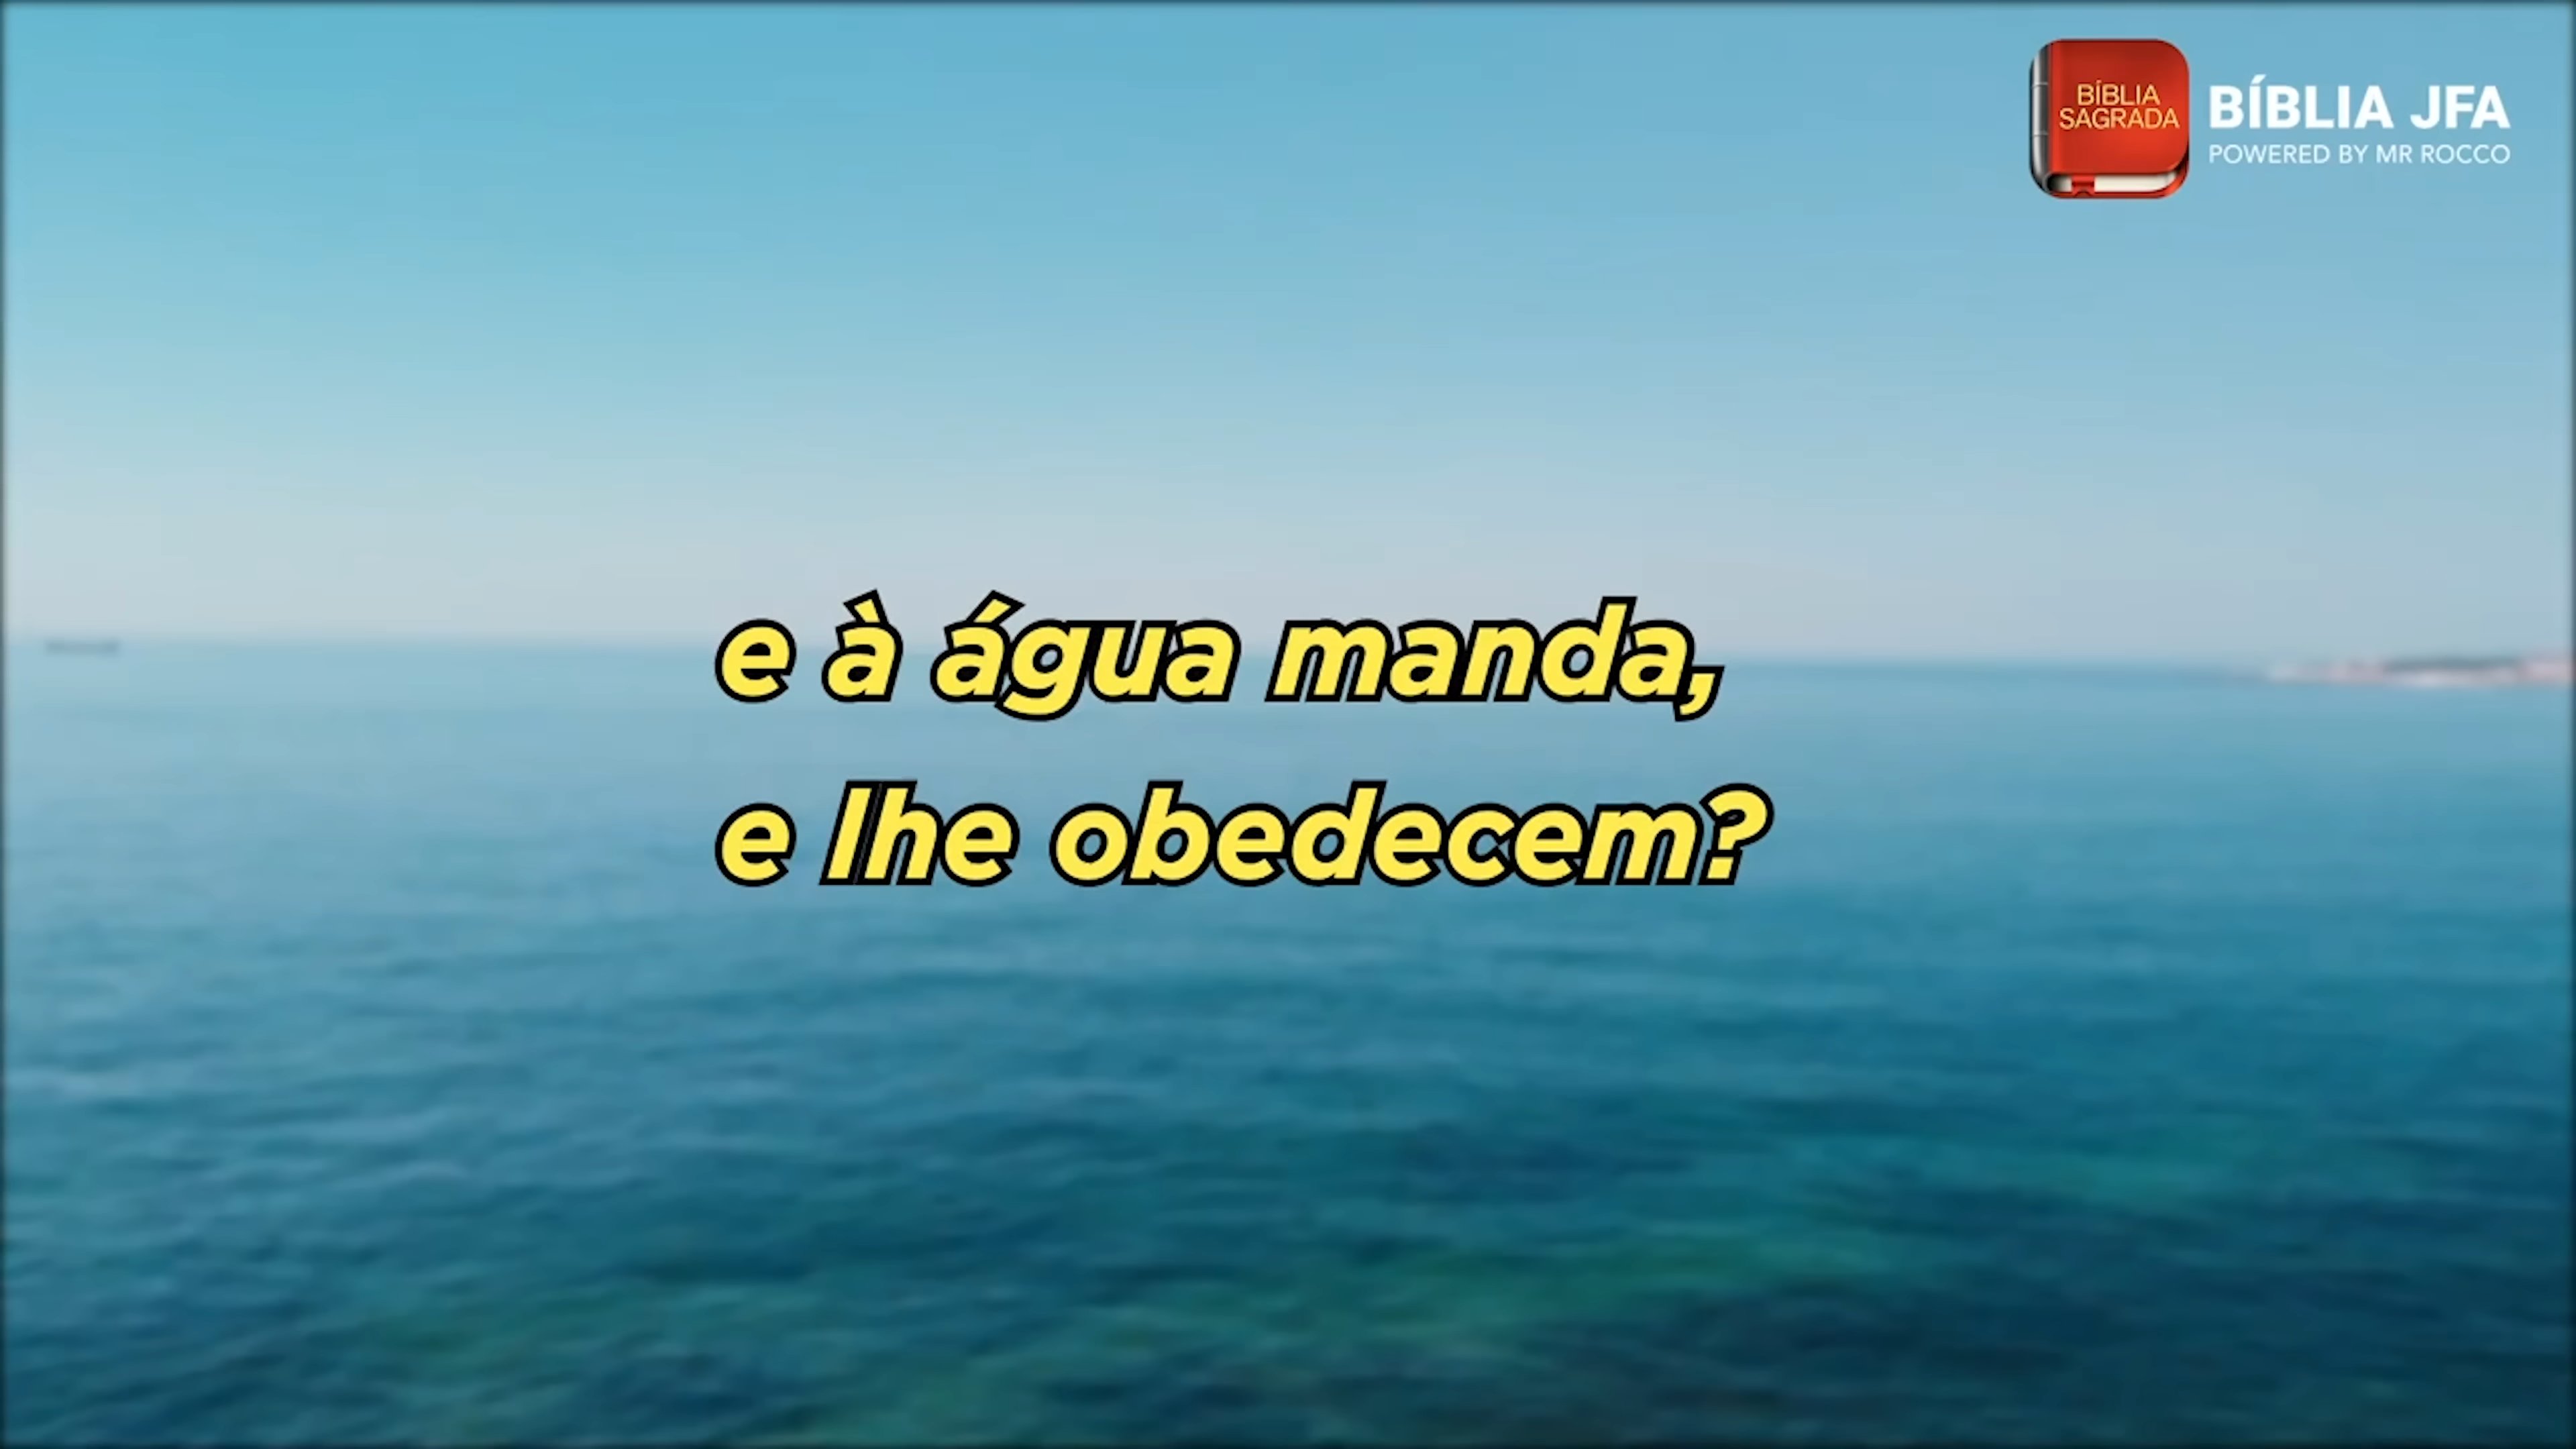 BÍBLIA
SAGRADA
BÍBLIA JFA
POWERED BY MR ROCCO
e à água manda,
e lhe obedecem?